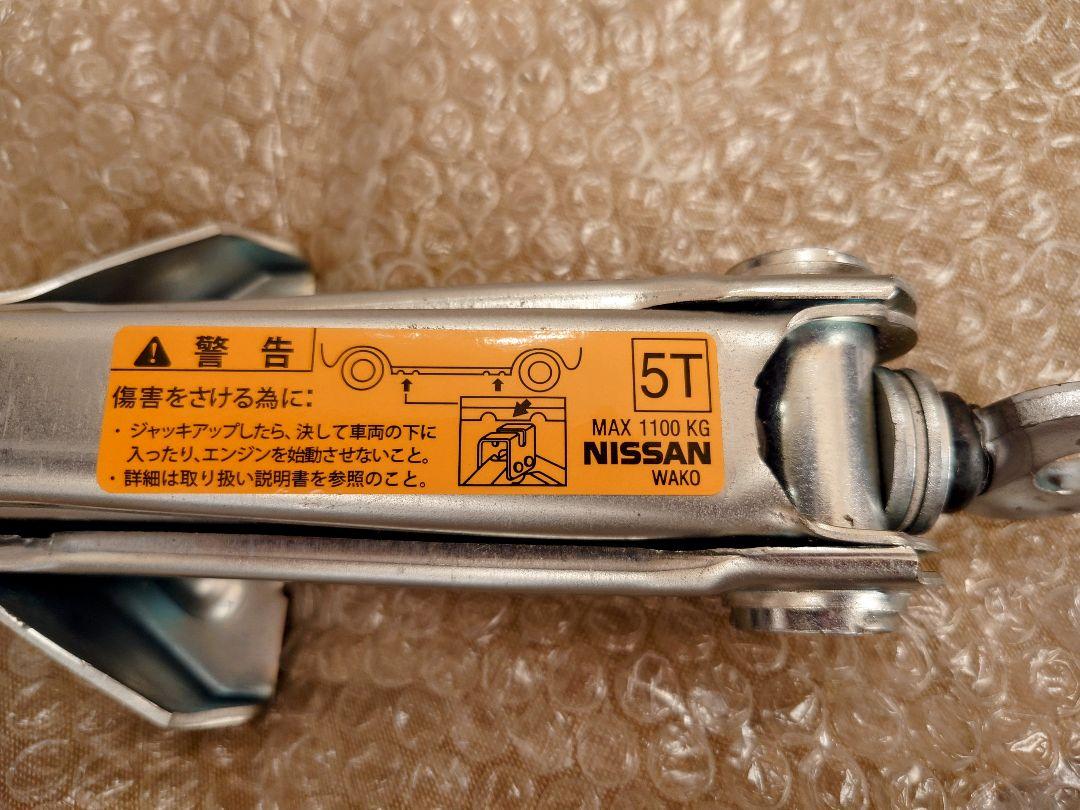 警告
傷害をさける為に：
・ジャッキアップしたら、決して車両の下に
入ったり、エンジンを始動させないこと。
・詳細は取り扱い説明書を参照のこと。
5T
MAX 1100 KG
NISSAN
WAKO